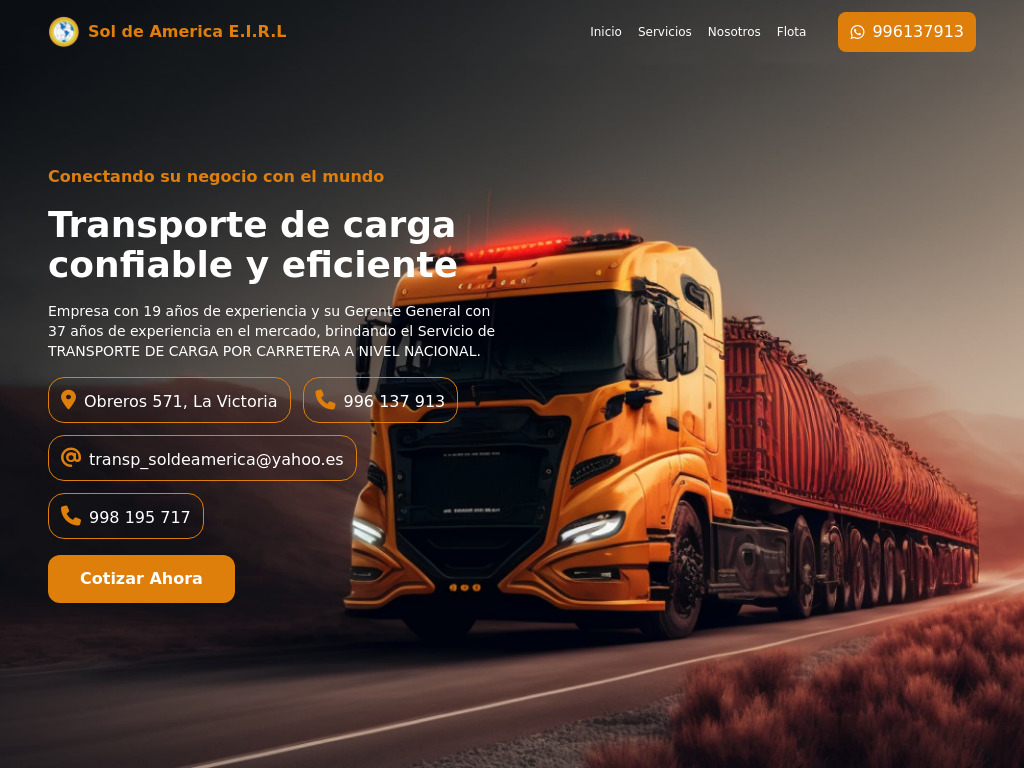 Sol de America E.I.R.L
Inicio
Servicios
Nosotros
Flota
996137913
Conectando su negocio con el mundo
Transporte de carga
confiable y eficiente
Empresa con 19 años de experiencia y su Gerente General con
37 años de experiencia en el mercado, brindando el Servicio de
TRANSPORTE DE CARGA POR CARRETERA A NIVEL NACIONAL.
Obreros 571, La Victoria
996 137 913
transp_soldeamerica@yahoo.es
998 195 717
Cotizar Ahora